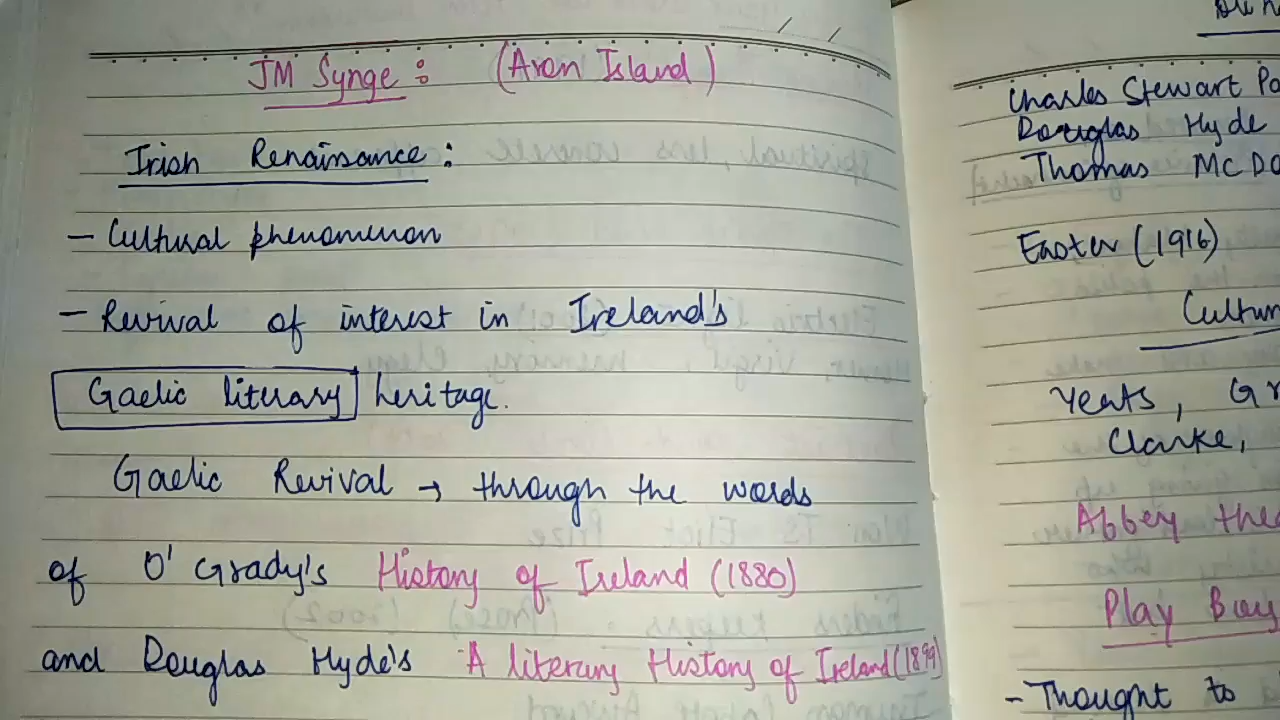 JM Synge : (Aran Island)
Irish Renaissance :
- Cultural phenomenon
- Revival of interest in Ireland's
Gaelic literary heritage.
Gaelic Revival → through the words
of O'Grady's History of Ireland (1880)
and Douglas Hyde's A literary History of Ireland (1899)
Charles Stewart
Douglas Hyde
Thomas
Easter (1916)
Yeats,
Clarke,
Abbey
Play
- Thought to